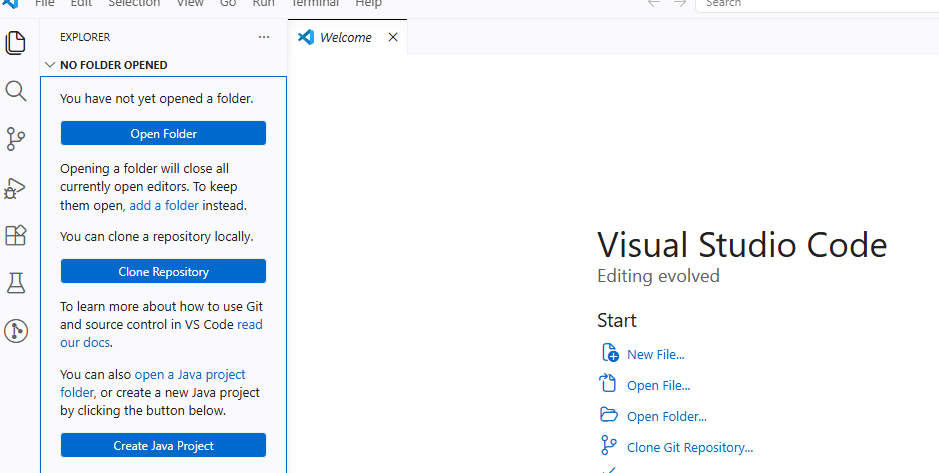 File Edit Selection View Go Run Terminal Help
Search
EXPLORER
Welcome
NO FOLDER OPENED
You have not yet opened a folder.
Open Folder
Opening a folder will close all
currently open editors. To keep
them open, add a folder instead.
You can clone a repository locally.
Clone Repository
To learn more about how to use Git
and source control in VS Code read
our docs.
You can also open a Java project
folder, or create a new Java project
by clicking the button below.
Create Java Project
Visual Studio Code
Editing evolved
Start
New File...
Open File...
Open Folder...
Clone Git Repository...